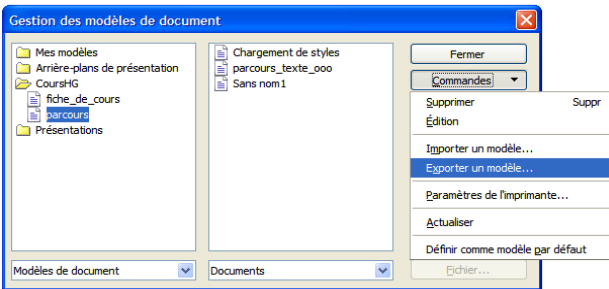 Gestion des modèles de document
Mes modèles
Arrière-plans de présentation
CoursHG
fiche_de_cours
parcours
Présentations
Modèles de document
Chargement de styles
parcours_texte_ooo
Sans nom1
Documents
Fermer
Commandes
Supprimer Suppr
Édition
Importer un modèle...
Exporter un modèle...
Paramètres de l'imprimante...
Actualiser
Définir comme modèle par défaut
Fichier...